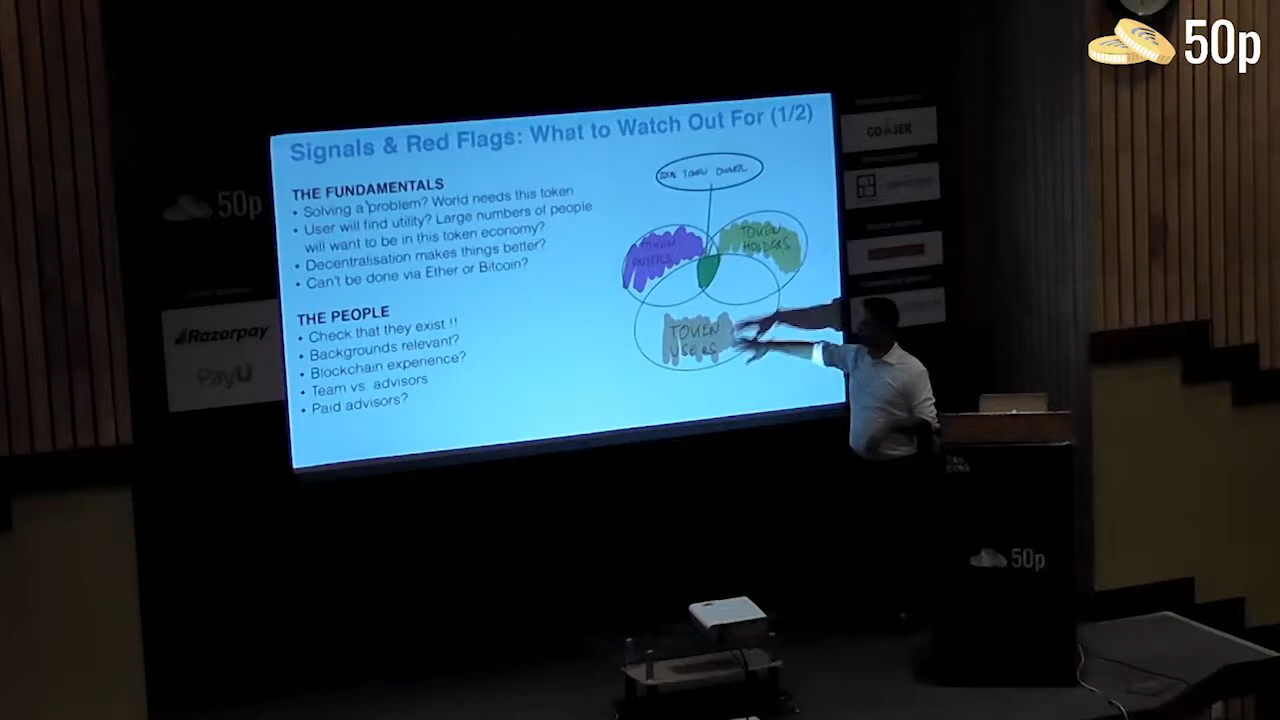 50p
Signals & Red Flags: What to Watch Out For (1/2)
THE FUNDAMENTALS
• Solving a problem? World needs this token
• User will find utility? Large numbers of people
will want to be in this token economy?
• Decentralisation makes things better?
• Can't be done via Ether or Bitcoin?
THE PEOPLE
• Check that they exist !!
• Backgrounds relevant?
• Blockchain experience?
• Team vs. advisors
• Paid advisors?
TOKEN OWNER
TOKEN
TOKEN
HOLDERS
TOKEN
USERS
50p
Razorpay
PayU
GO JEK
50p